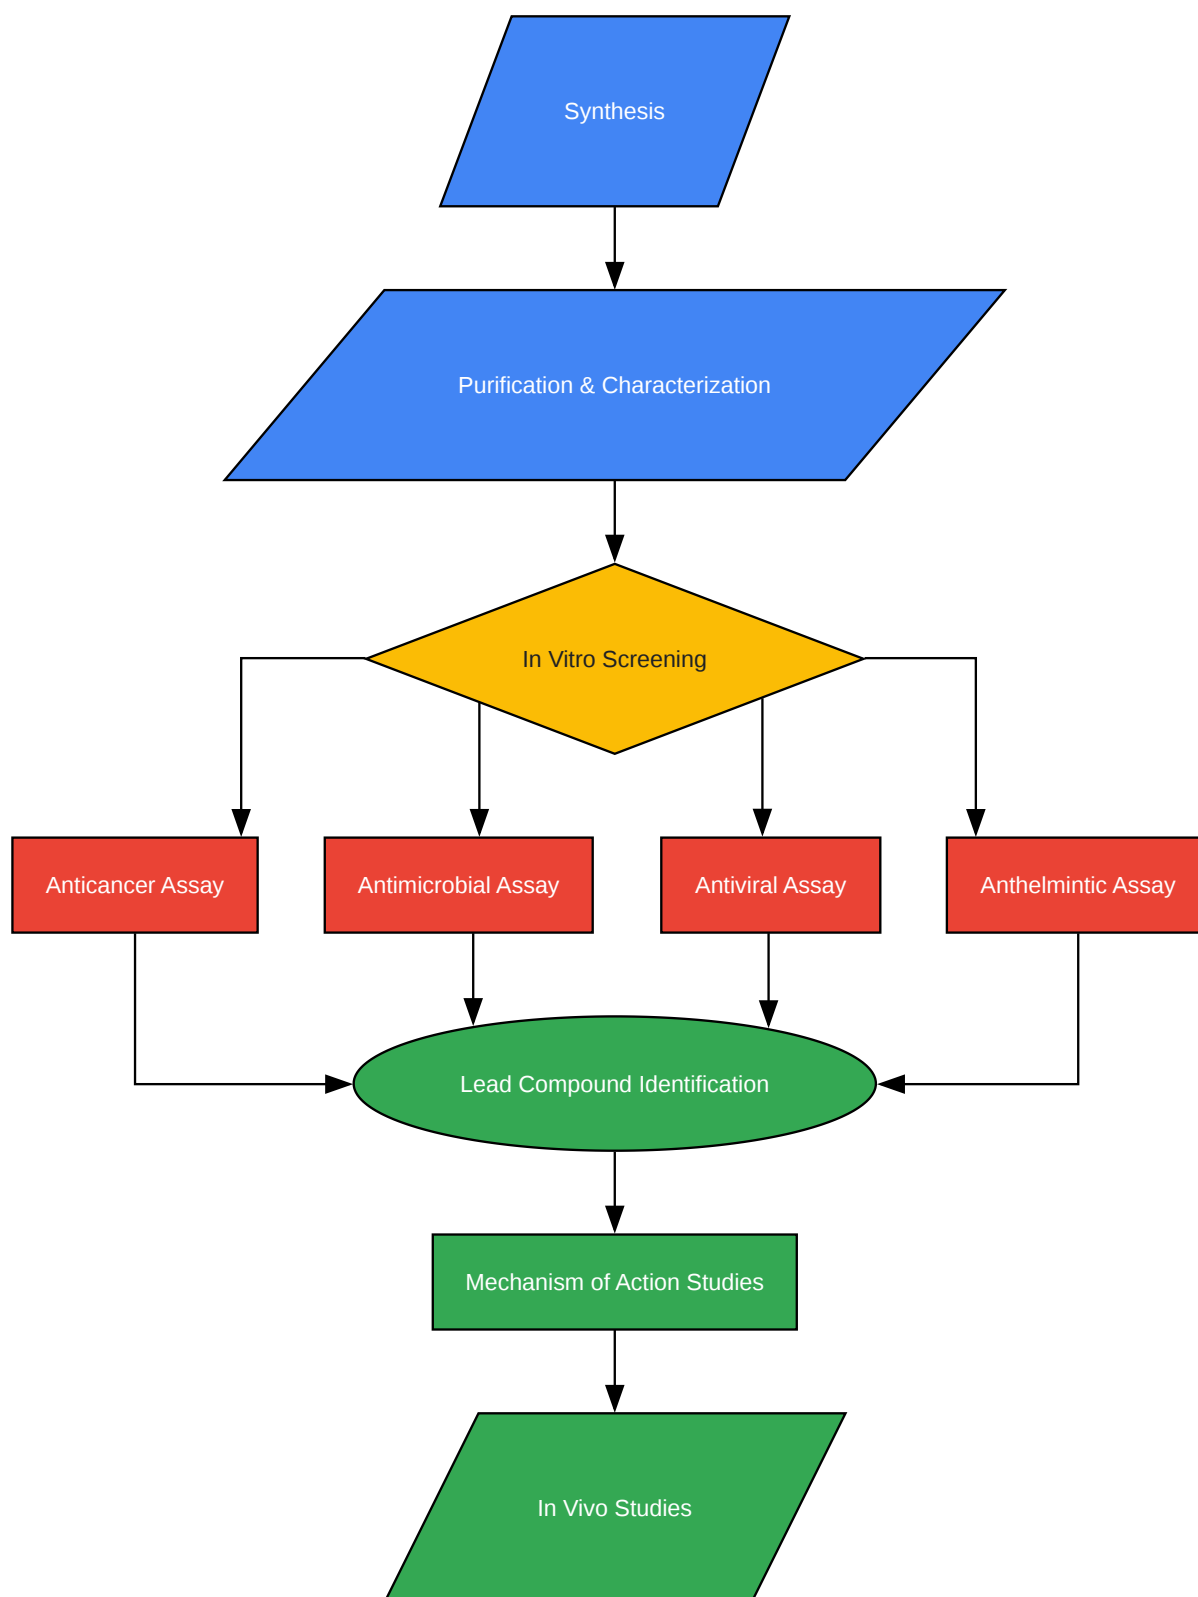 Synthesis
Purification & Characterization
In Vitro Screening
Anticancer Assay
Antimicrobial Assay
Antiviral Assay
Anthelmintic Assay
Lead Compound Identification
Mechanism of Action Studies
In Vivo Studies